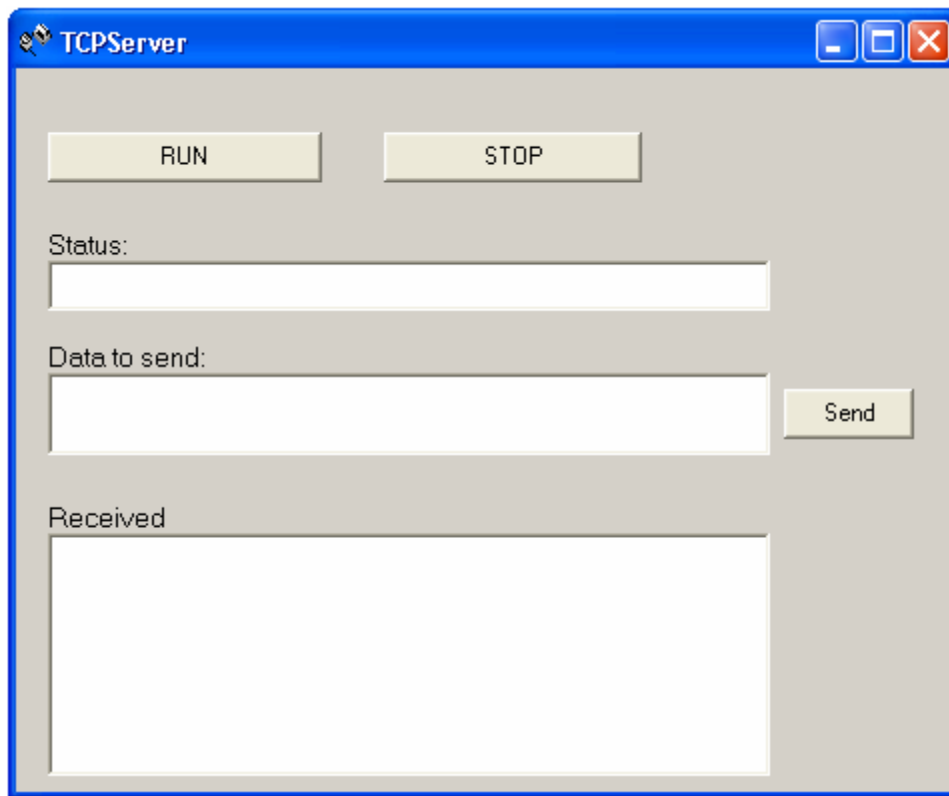 TCPServer
RUN STOP
Status:
Data to send:
Send
Received